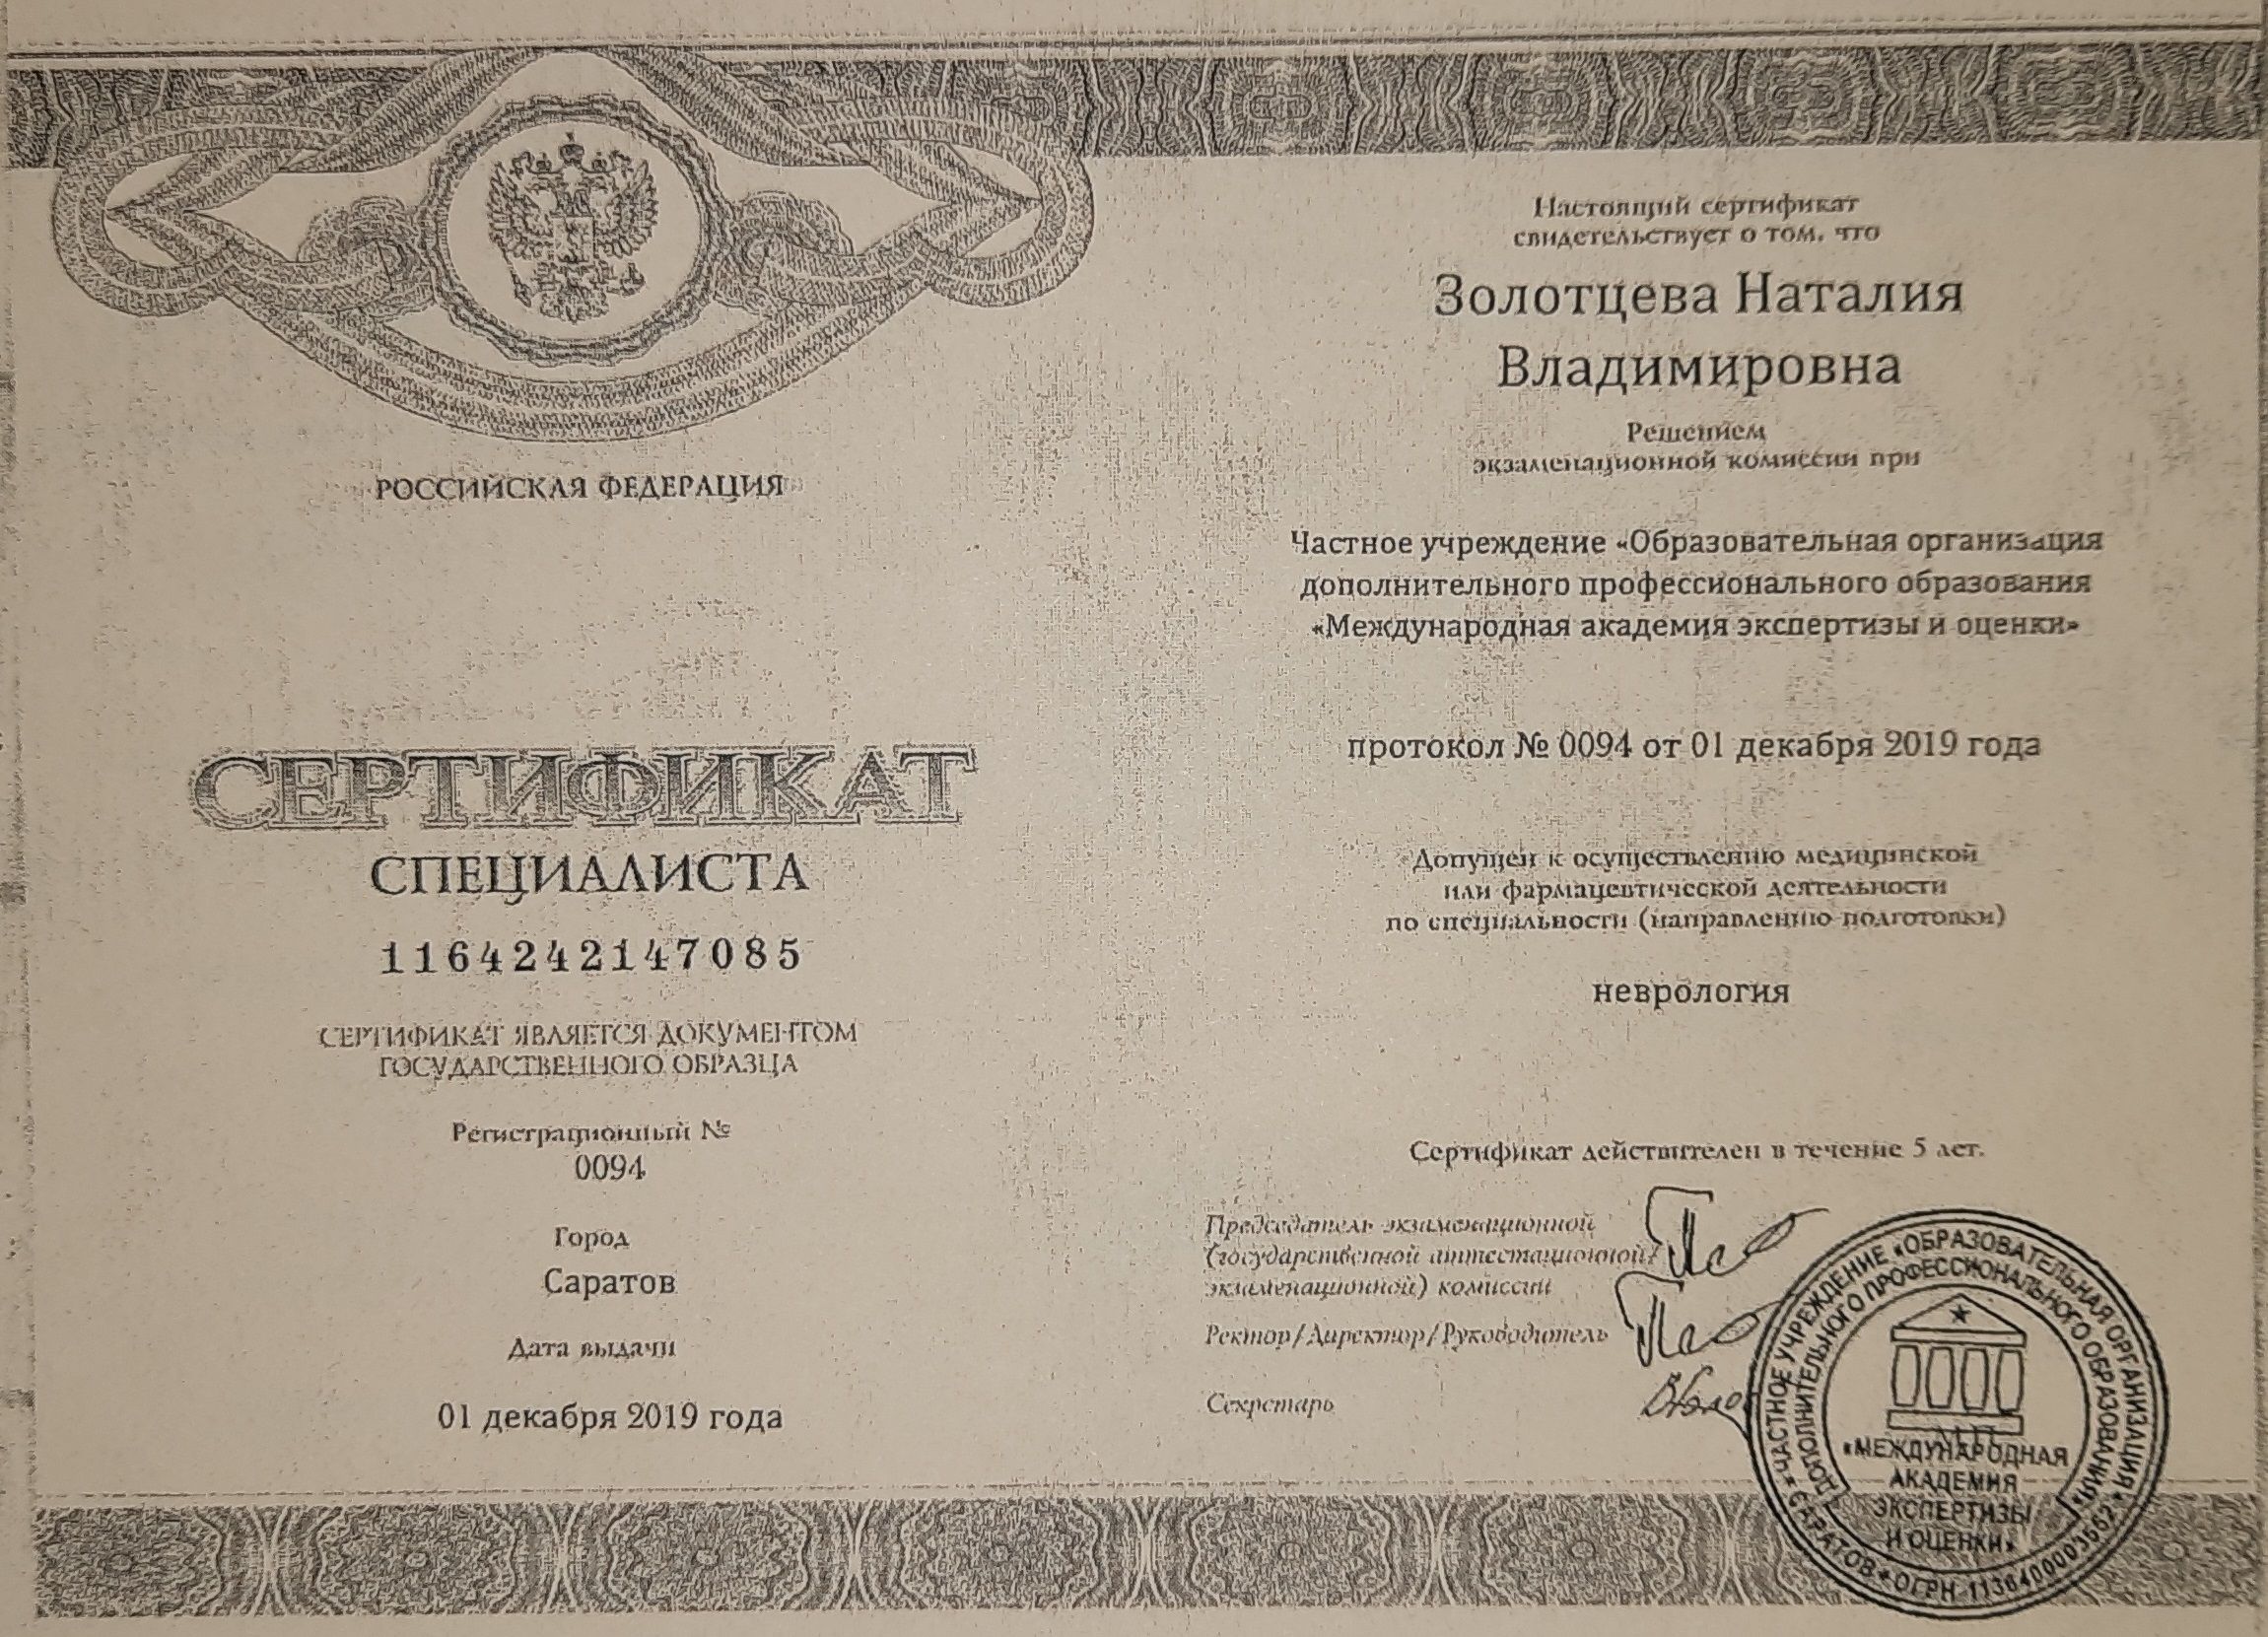 РОССИЙСКАЯ ФЕДЕРАЦИЯ
СЕРТИФИКАТ
СПЕЦИАЛИСТА
1164242147085
СЕРТИФИКАТ ЯВЛЯЕТСЯ ДОКУМЕНТОМ
ГОСУДАРСТВЕННОГО ОБРАЗЦА
Регистрационный №
0094
Город
Саратов
Дата выдачи
01 декабря 2019 года
Настоящий сертификат
свидетельствует о том, что
Золотцева Наталия
Владимировна
Решением
экзаменационной комиссии при
Частное учреждение «Образовательная организация
дополнительного профессионального образования
«Международная академия экспертизы и оценки»
протокол № 0094 от 01 декабря 2019 года
Допущен к осуществлению медицинской
или фармацевтической деятельности
по специальности (направлению подготовки)
неврология
Сертификат действителен в течение 5 лет.
Председатель экзаменационной
(государственной аттестационной/
экзаменационной) комиссии
Ректор/Директор/Руководитель
Секретарь
ЧАСТНОЕ УЧРЕЖДЕНИЕ «ОБРАЗОВАТЕЛЬНАЯ ОРГАНИЗАЦИЯ
ДОПОЛНИТЕЛЬНОГО ПРОФЕССИОНАЛЬНОГО ОБРАЗОВАНИЯ»
«МЕЖДУНАРОДНАЯ
АКАДЕМИЯ
ЭКСПЕРТИЗЫ
И ОЦЕНКИ»
САРАТОВ * ОГРН 1136400003562